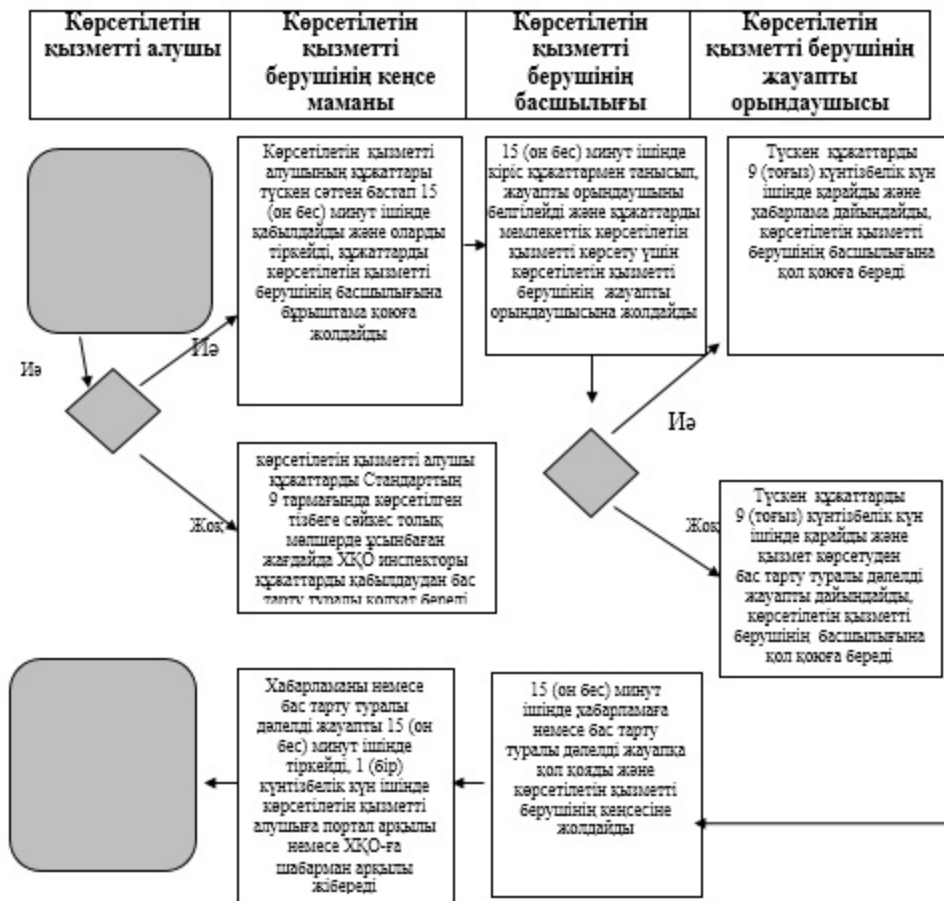 Көрсетілетін
қызметті алушы
Көрсетілетін
қызметті
берушінің кеңсе
маманы
Көрсетілетін
қызметті
берушінің
басшылығы
Көрсетілетін
қызметті берушінің
жауапты
орындаушысы
Көрсетілетін қызметті
алушының құжаттары
түскен сәттен бастап 15
(он бес) минут ішінде
қабылдайды және оларды
тіркейді, құжаттарды
көрсетілетін қызметті
берушінің басшылығына
бұрыштама қоюға
жолдайды
15 (он бес) минут ішінде
кіріс құжаттармен танысып,
жауапты орындаушыны
белгілейді және құжаттарды
мемлекеттік көрсетілетін
қызметті көрсету үшін
көрсетілетін қызметті
берушінің жауапты
орындаушысына жолдайды
Түскен құжаттарды
9 (тоғыз) күнтізбелік күн
ішінде қарайды және
хабарлама дайындайды,
көрсетілетін қызметті
берушінің басшылығына
қол қоюға береді
Иә
Иә
Иә
көрсетілетін қызметті алушы
құжаттарды Стандарттың
9 тармағында көрсетілген
тізбеге сәйкес толық
мөлшерде ұсынбаған
жағдайда ХҚО инспекторы
құжаттарды қабылдаудан бас
тарту туралы қолхат береді
Жоқ
Жоқ
Түскен құжаттарды
9 (тоғыз) күнтізбелік күн
ішінде қарайды және
қызмет көрсетуден
бас тарту туралы дәлелді
жауапты дайындайды,
көрсетілетін қызметті
берушінің басшылығына
қол қоюға береді
Хабарламаны немесе
бас тарту туралы
дәлелді жауапты 15 (он
бес) минут ішінде
тіркейді, 1 (бір)
күнтізбелік күн ішінде
көрсетілетін қызметті
алушыға портал арқылы
немесе ХҚО-ға
шабарман арқылы
жібереді
15 (он бес) минут
ішінде хабарламаға
немесе бас тарту
туралы дәлелді жауапқа
қол қояды және
көрсетілетін қызметті
берушінің кеңсесіне
жолдайды